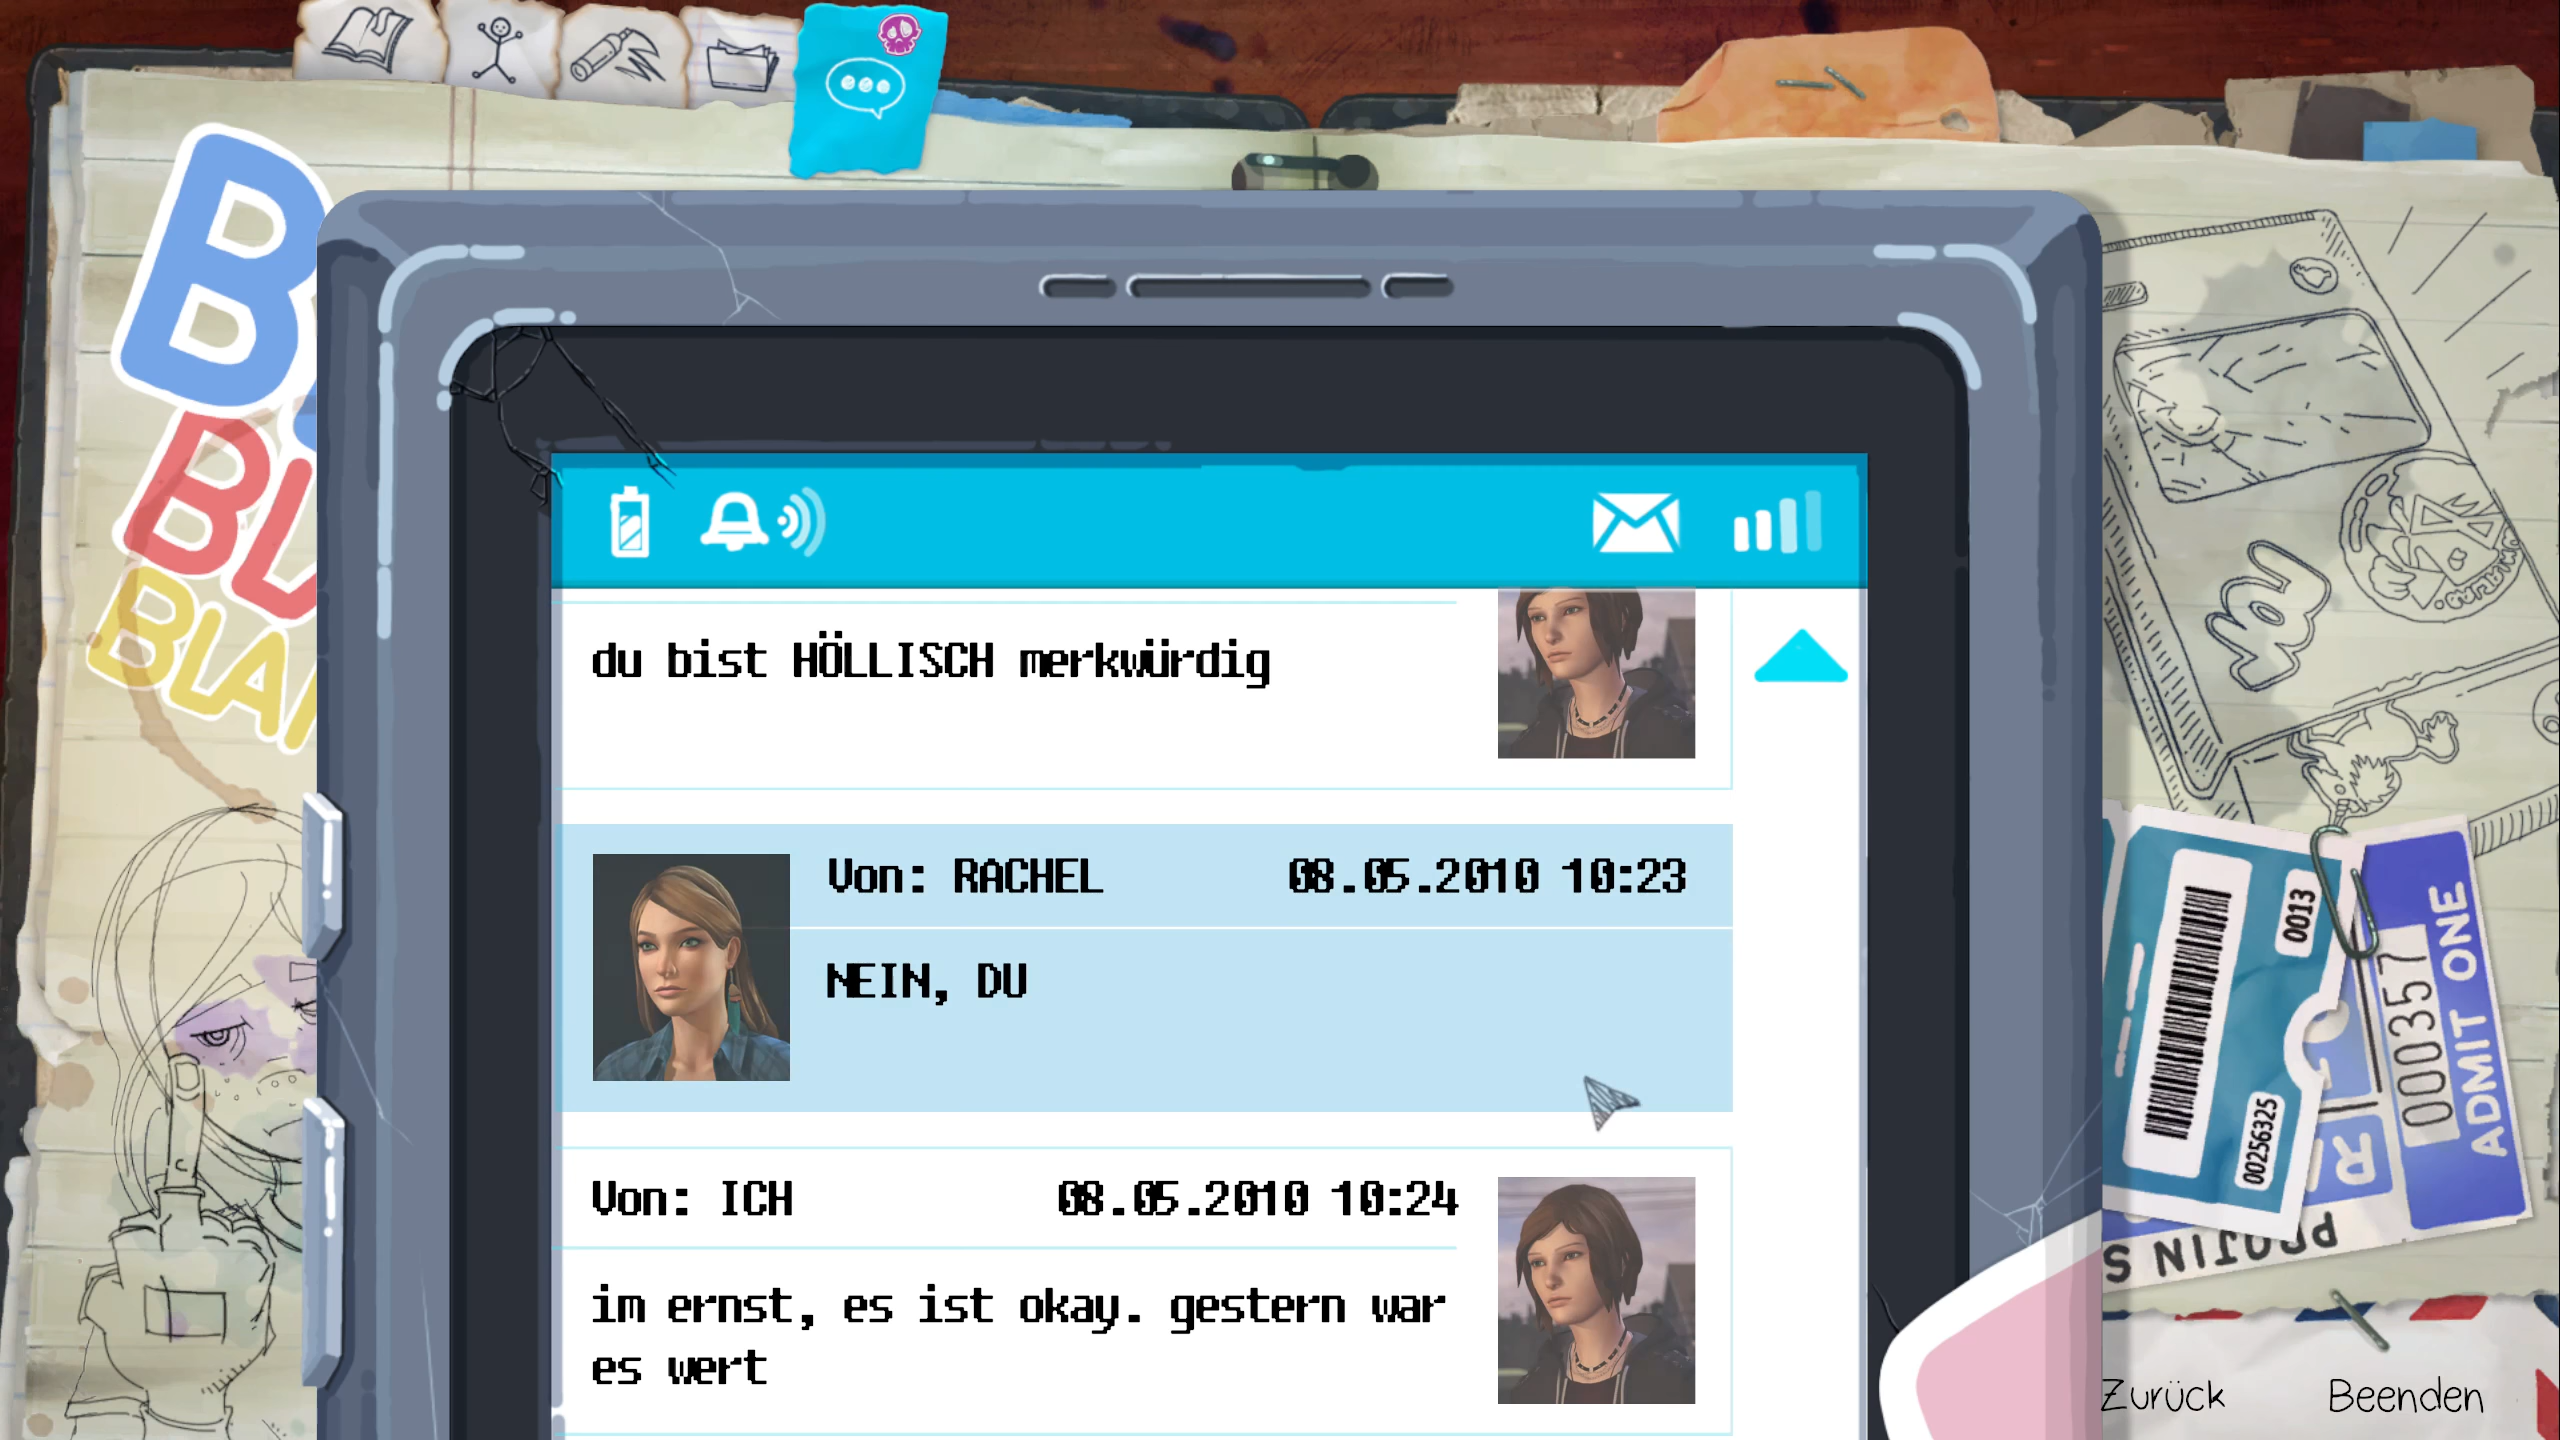 du bist HÖLLISCH merkwürdig
Von: RACHEL 08.05.2010 10:23
NEIN, DU
Von: ICH 08.05.2010 10:24
im ernst, es ist okay. gestern war
es wert
0013
00256325
000357
ADMIT ONE
Zurück
Beenden